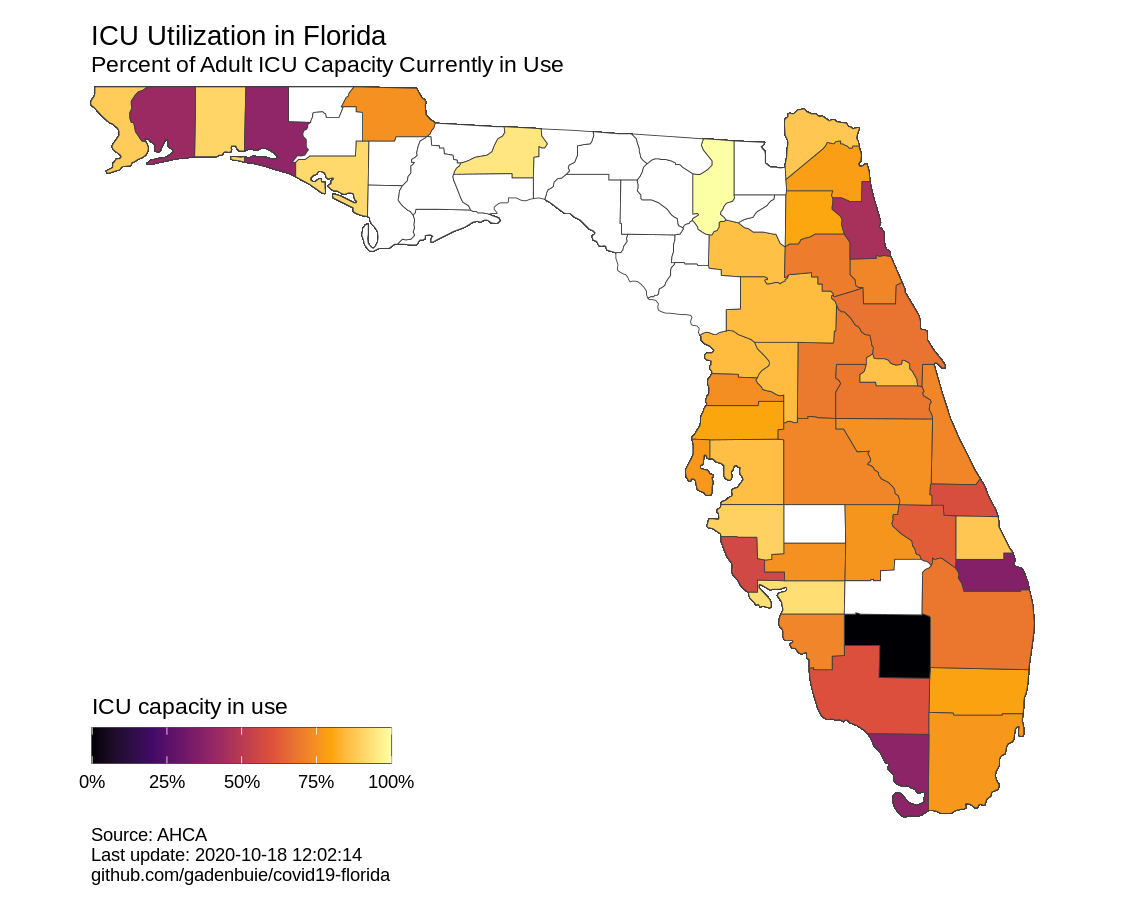 ICU Utilization in Florida
Percent of Adult ICU Capacity Currently in Use
ICU capacity in use
0% 25% 50% 75% 100%
Source: AHCA
Last update: 2020-10-18 12:02:14
github.com/gadenbuie/covid19-florida